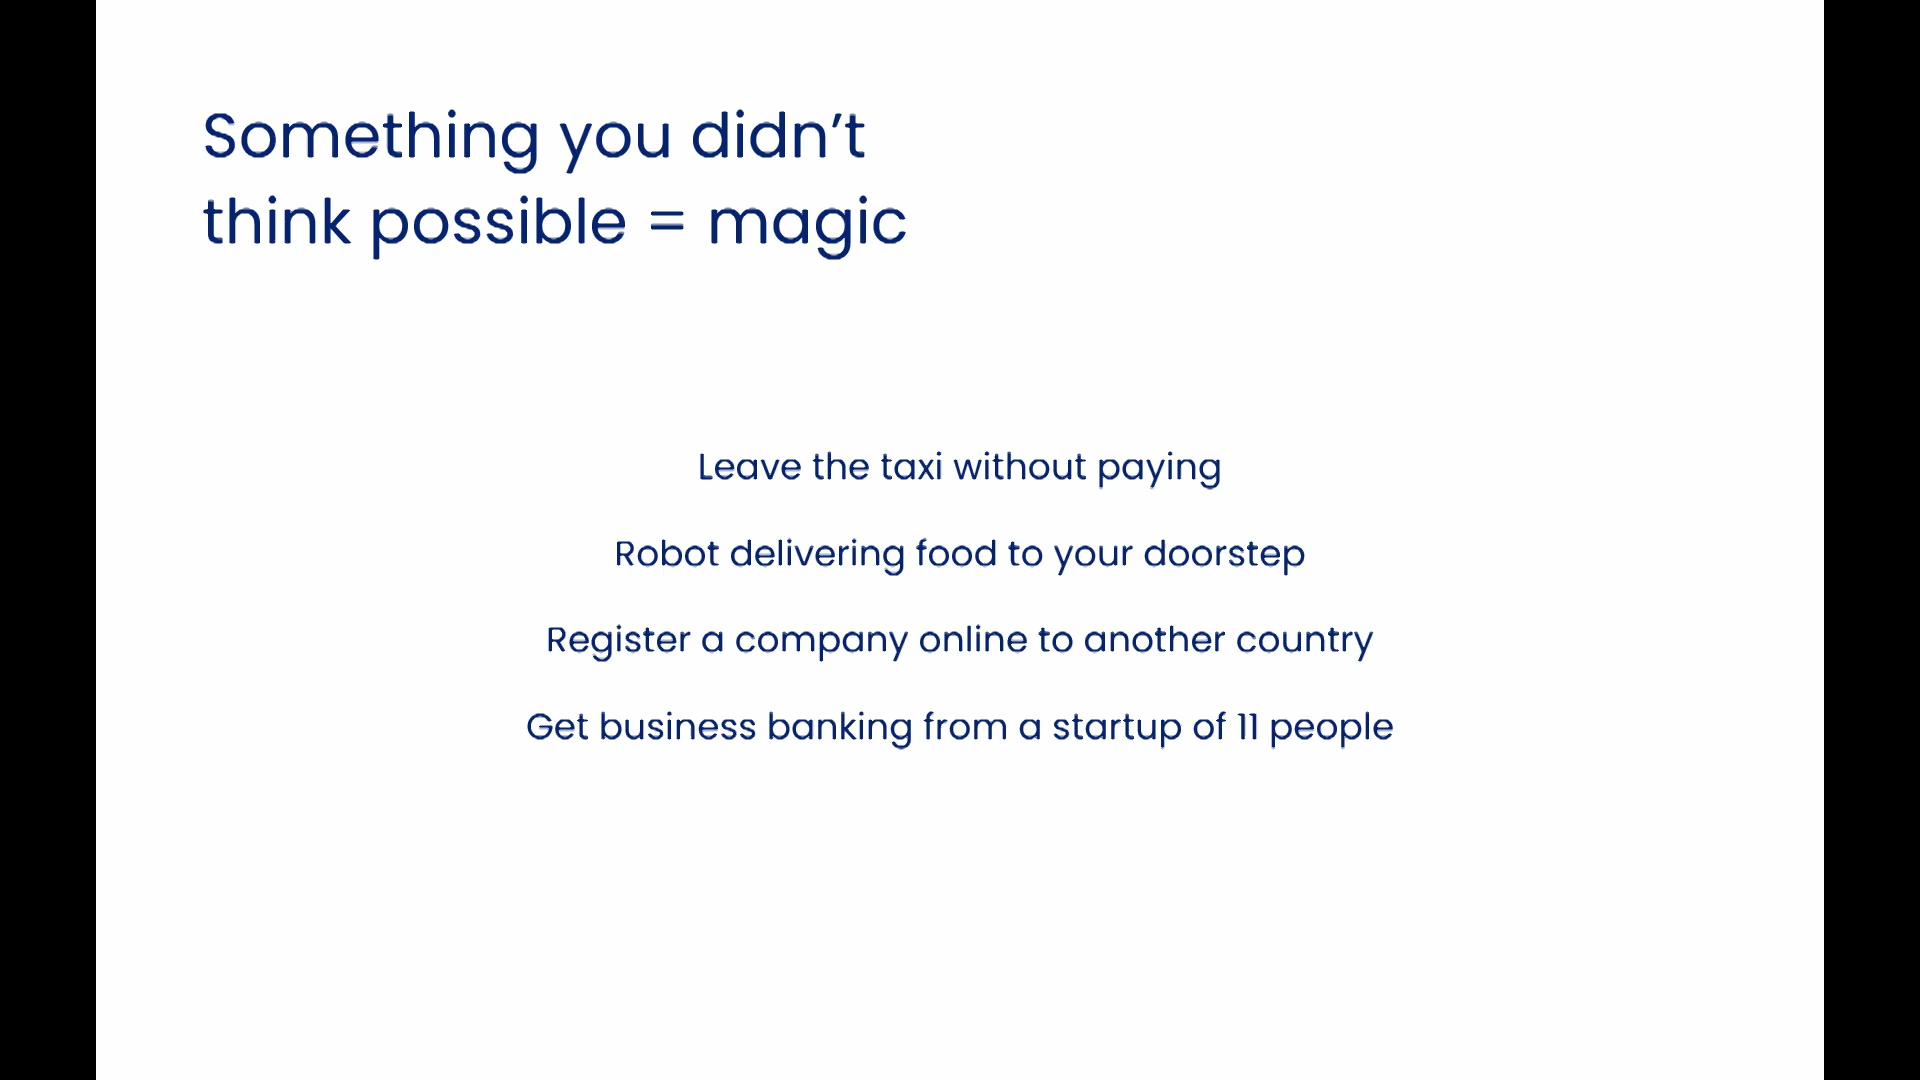 Something you didn’t
think possible = magic
Leave the taxi without paying
Robot delivering food to your doorstep
Register a company online to another country
Get business banking from a startup of 11 people